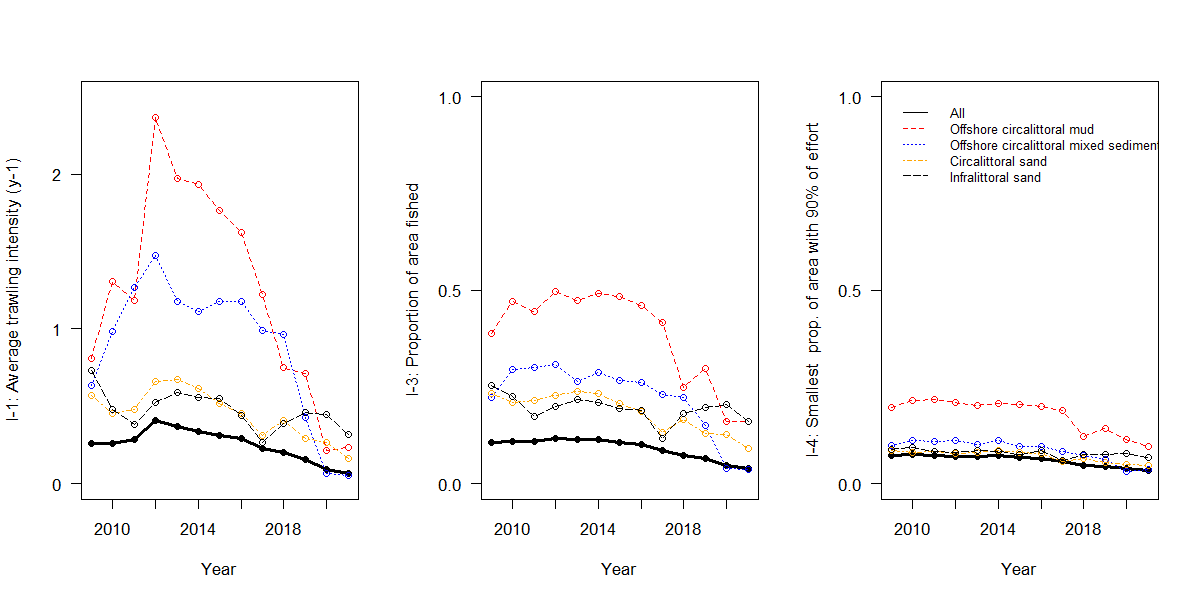 I-1: Average trawling intensity (y-1)
2
1
0
2010 2014 2018
Year
I-3: Proportion of area fished
1.0
0.5
0.0
2010 2014 2018
Year
I-4: Smallest prop. of area with 90% of effort
1.0
0.5
0.0
2010 2014 2018
Year
All
Offshore circalittoral mud
Offshore circalittoral mixed sedimen
Circalittoral sand
Infralittoral sand